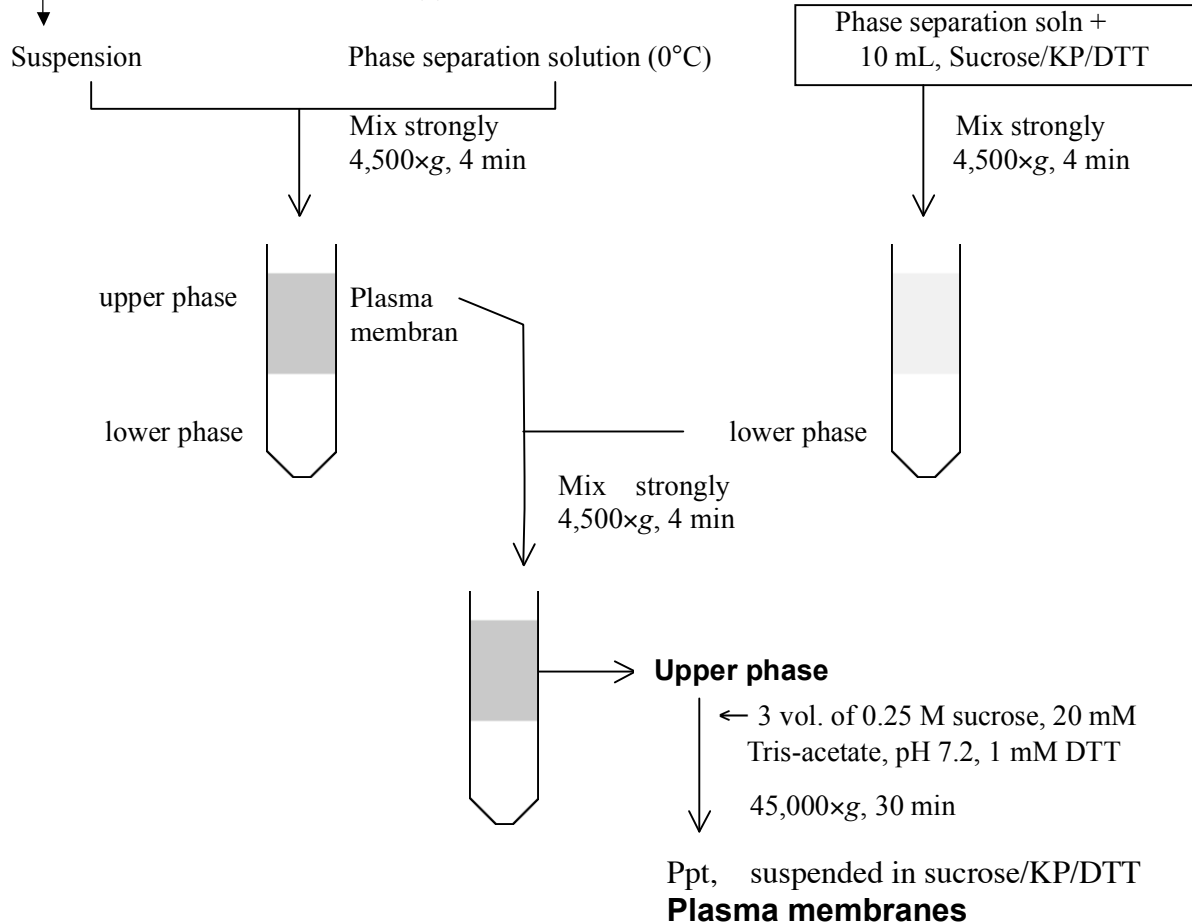 Suspension
Phase separation solution (0°C)
Phase separation soln +
10 mL, Sucrose/KP/DTT
Mix strongly
4,500×g, 4 min
Mix strongly
4,500×g, 4 min
upper phase
Plasma
membran
lower phase
lower phase
Mix strongly
4,500×g, 4 min
Upper phase
← 3 vol. of 0.25 M sucrose, 20 mM
Tris-acetate, pH 7.2, 1 mM DTT
45,000×g, 30 min
Ppt, suspended in sucrose/KP/DTT
Plasma membranes